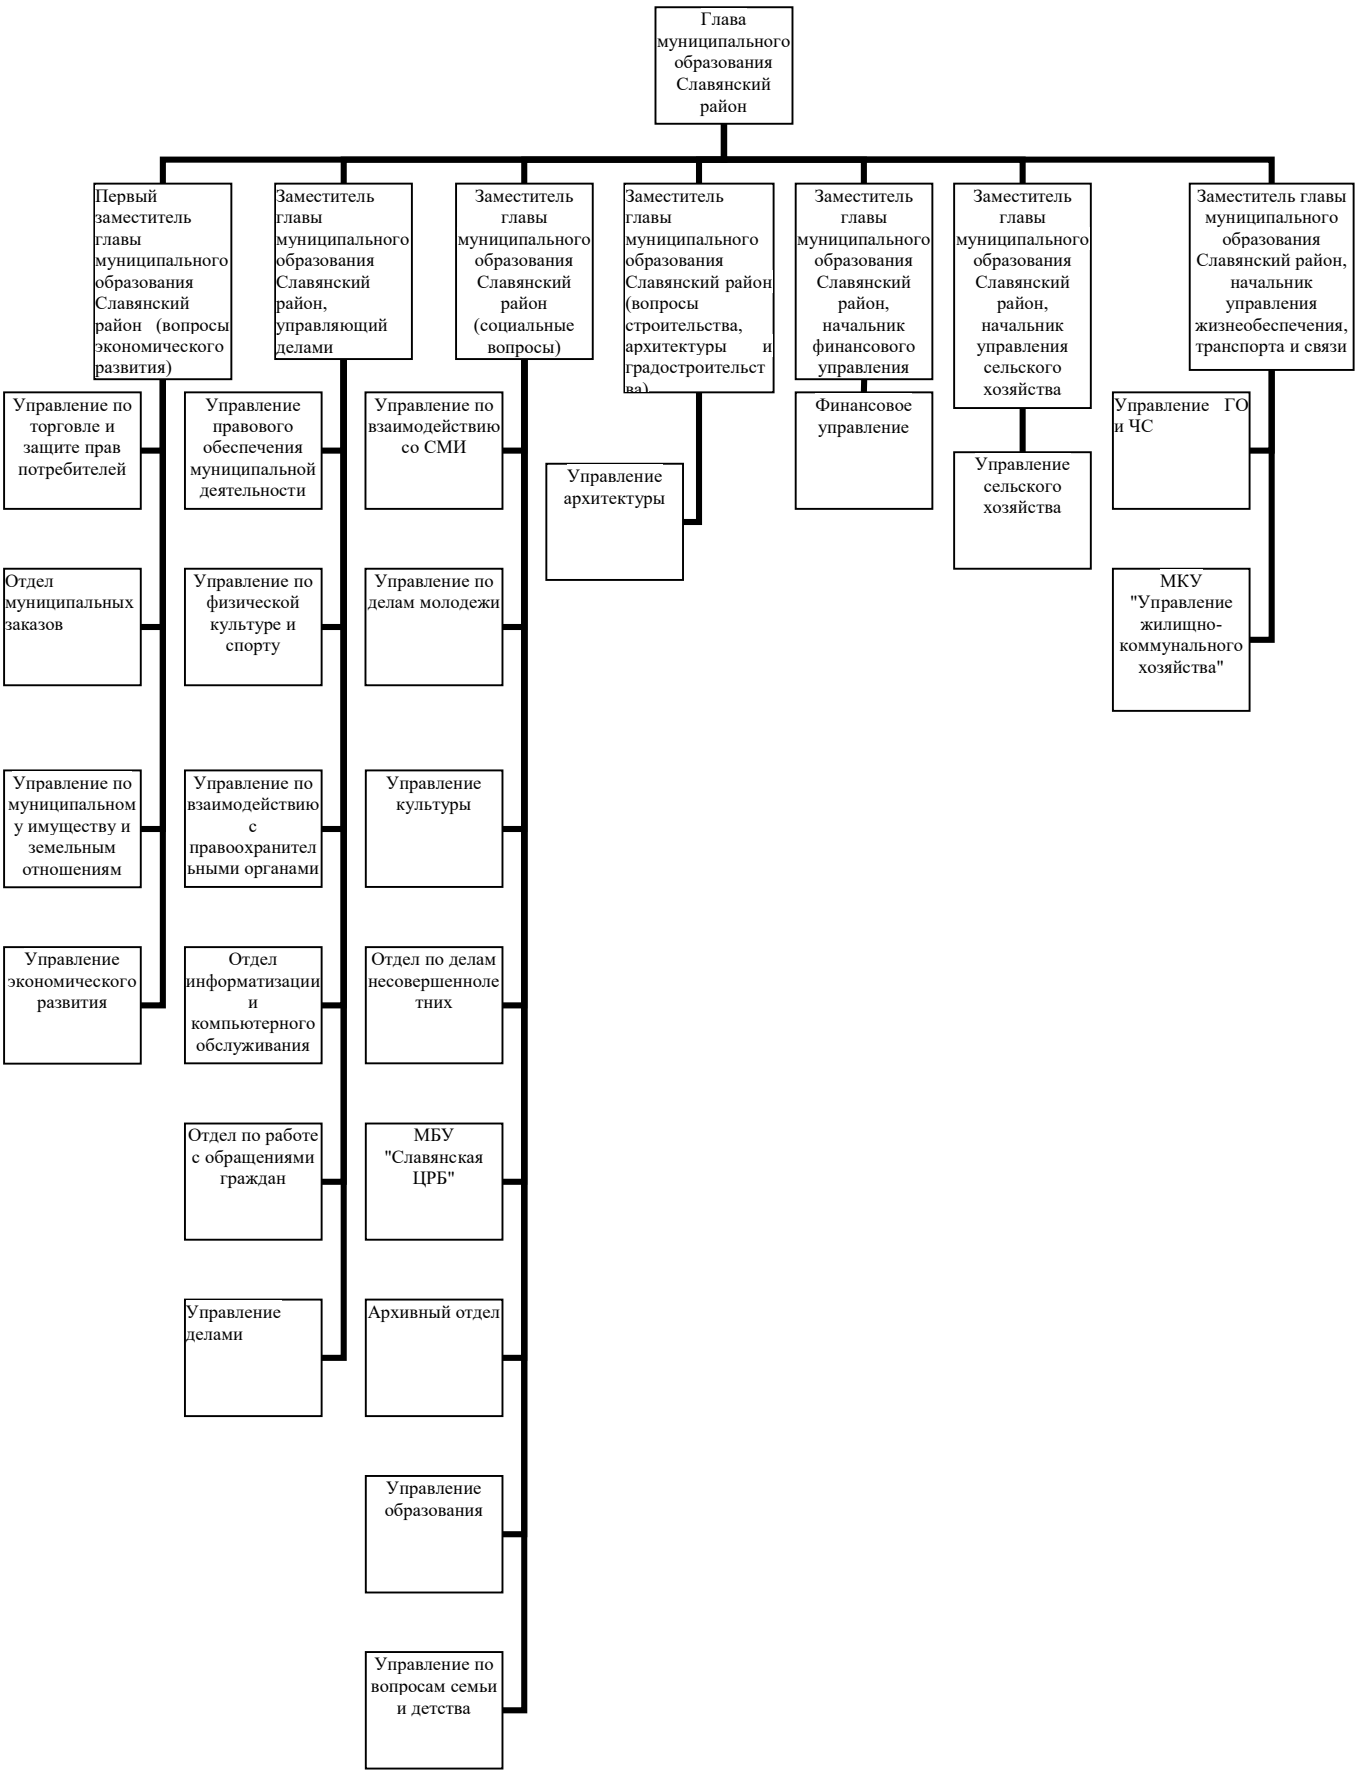 Глава
муниципального
образования
Славянский
район
Первый
заместитель
главы
муниципального
образования
Славянский
район (вопросы
экономического
развития)
Заместитель
главы
муниципального
образования
Славянский
район,
управляющий
делами
Заместитель
главы
муниципального
образования
Славянский
район
(социальные
вопросы)
Заместитель
главы
муниципального
образования
Славянский район
(вопросы
строительства,
архитектуры и
градостроительст
ва)
Заместитель
главы
муниципального
образования
Славянский
район,
начальник
финансового
управления
Заместитель
главы
муниципального
образования
Славянский
район,
начальник
управления
сельского
хозяйства
Заместитель главы
муниципального
образования
Славянский район,
начальник
управления
жизнеобеспечения,
транспорта и связи
Управление по
торговле и
защите прав
потребителей
Управление
правового
обеспечения
муниципальной
деятельности
Управление по
взаимодействию
со СМИ
Управление
архитектуры
Финансовое
управление
Управление
сельского
хозяйства
Управление ГО
и ЧС
Отдел
муниципальных
заказов
Управление по
физической
культуре и
спорту
Управление по
делам молодежи
МКУ
"Управление
жилищно-
коммунального
хозяйства"
Управление по
муниципальном
у имуществу и
земельным
отношениям
Управление по
взаимодействию
с
правоохранител
ьными органами
Управление
культуры
Управление
экономического
развития
Отдел
информатизации
и
компьютерного
обслуживания
Отдел по делам
несовершенноле
тних
Отдел по работе
с обращениями
граждан
МБУ
"Славянская
ЦРБ"
Управление
делами
Архивный отдел
Управление
образования
Управление по
вопросам семьи
и детства